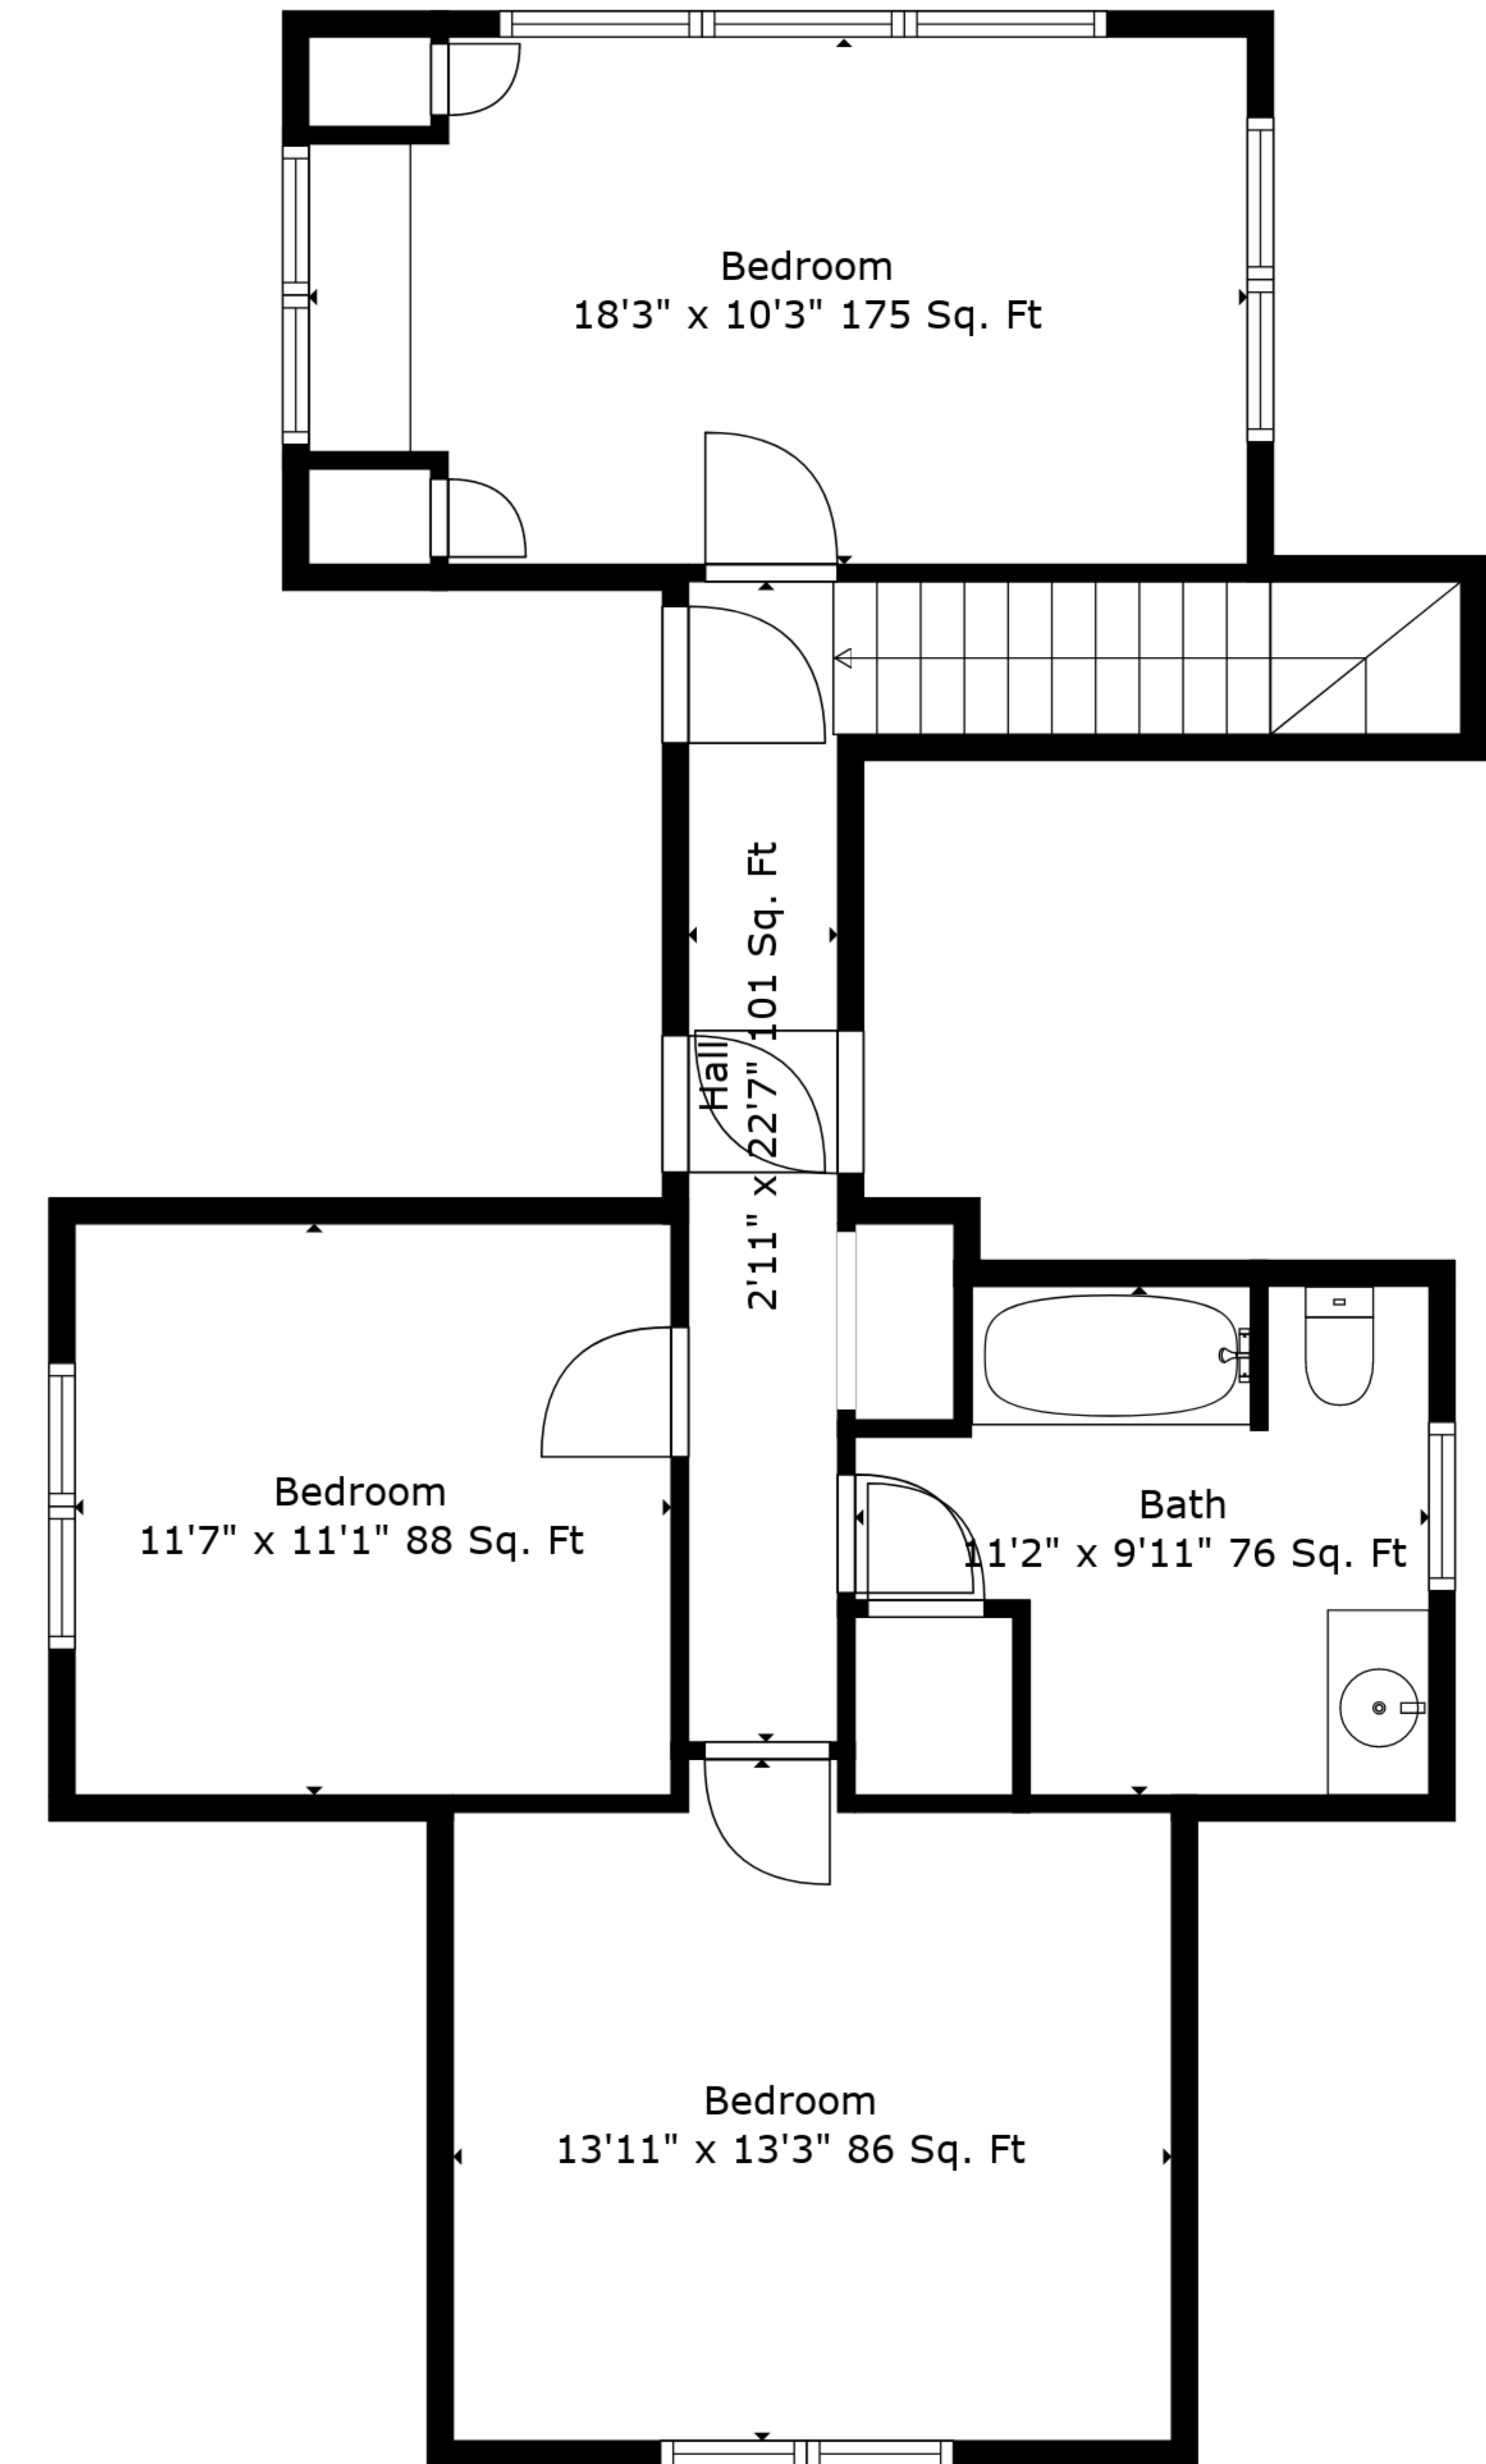 Bedroom
18'3" x 10'3" 175 Sq. Ft
Hall
2'11" x 22'7" 101 Sq. Ft
Bedroom
11'7" x 11'1" 88 Sq. Ft
Bath
11'2" x 9'11" 76 Sq. Ft
Bedroom
13'11" x 13'3" 86 Sq. Ft